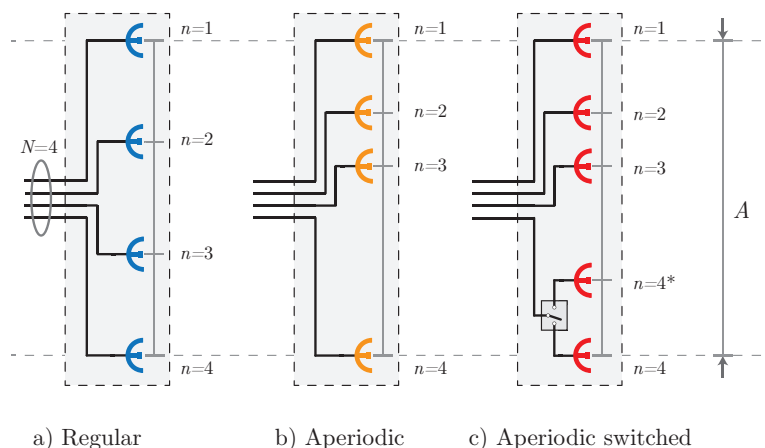 n=1
n=2
n=3
n=4
N=4
a) Regular
n=1
n=2
n=3
n=4
b) Aperiodic
n=1
n=2
n=3
n=4*
n=4
A
c) Aperiodic switched